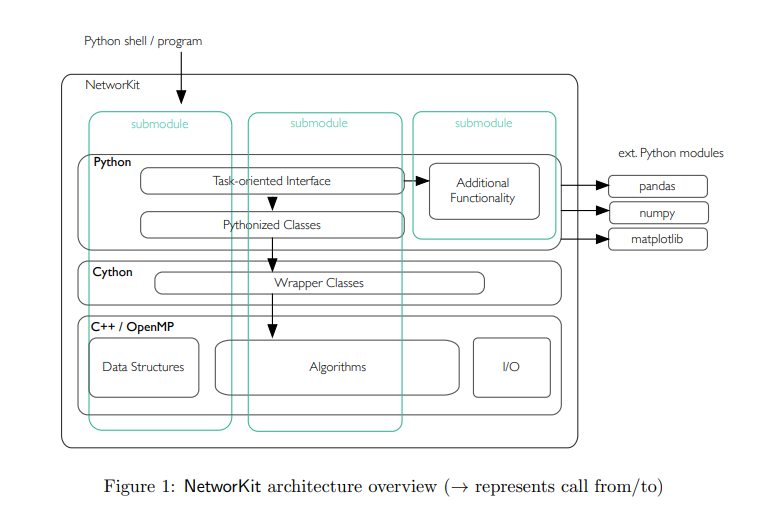 Python shell / program
NetworKit
submodule
submodule
submodule
ext. Python modules
Python
Task-oriented Interface
Additional
Functionality
pandas
numpy
matplotlib
Pythonized Classes
Cython
Wrapper Classes
C++ / OpenMP
Data Structures
Algorithms
I/O
Figure 1: NetworKit architecture overview (→ represents call from/to)